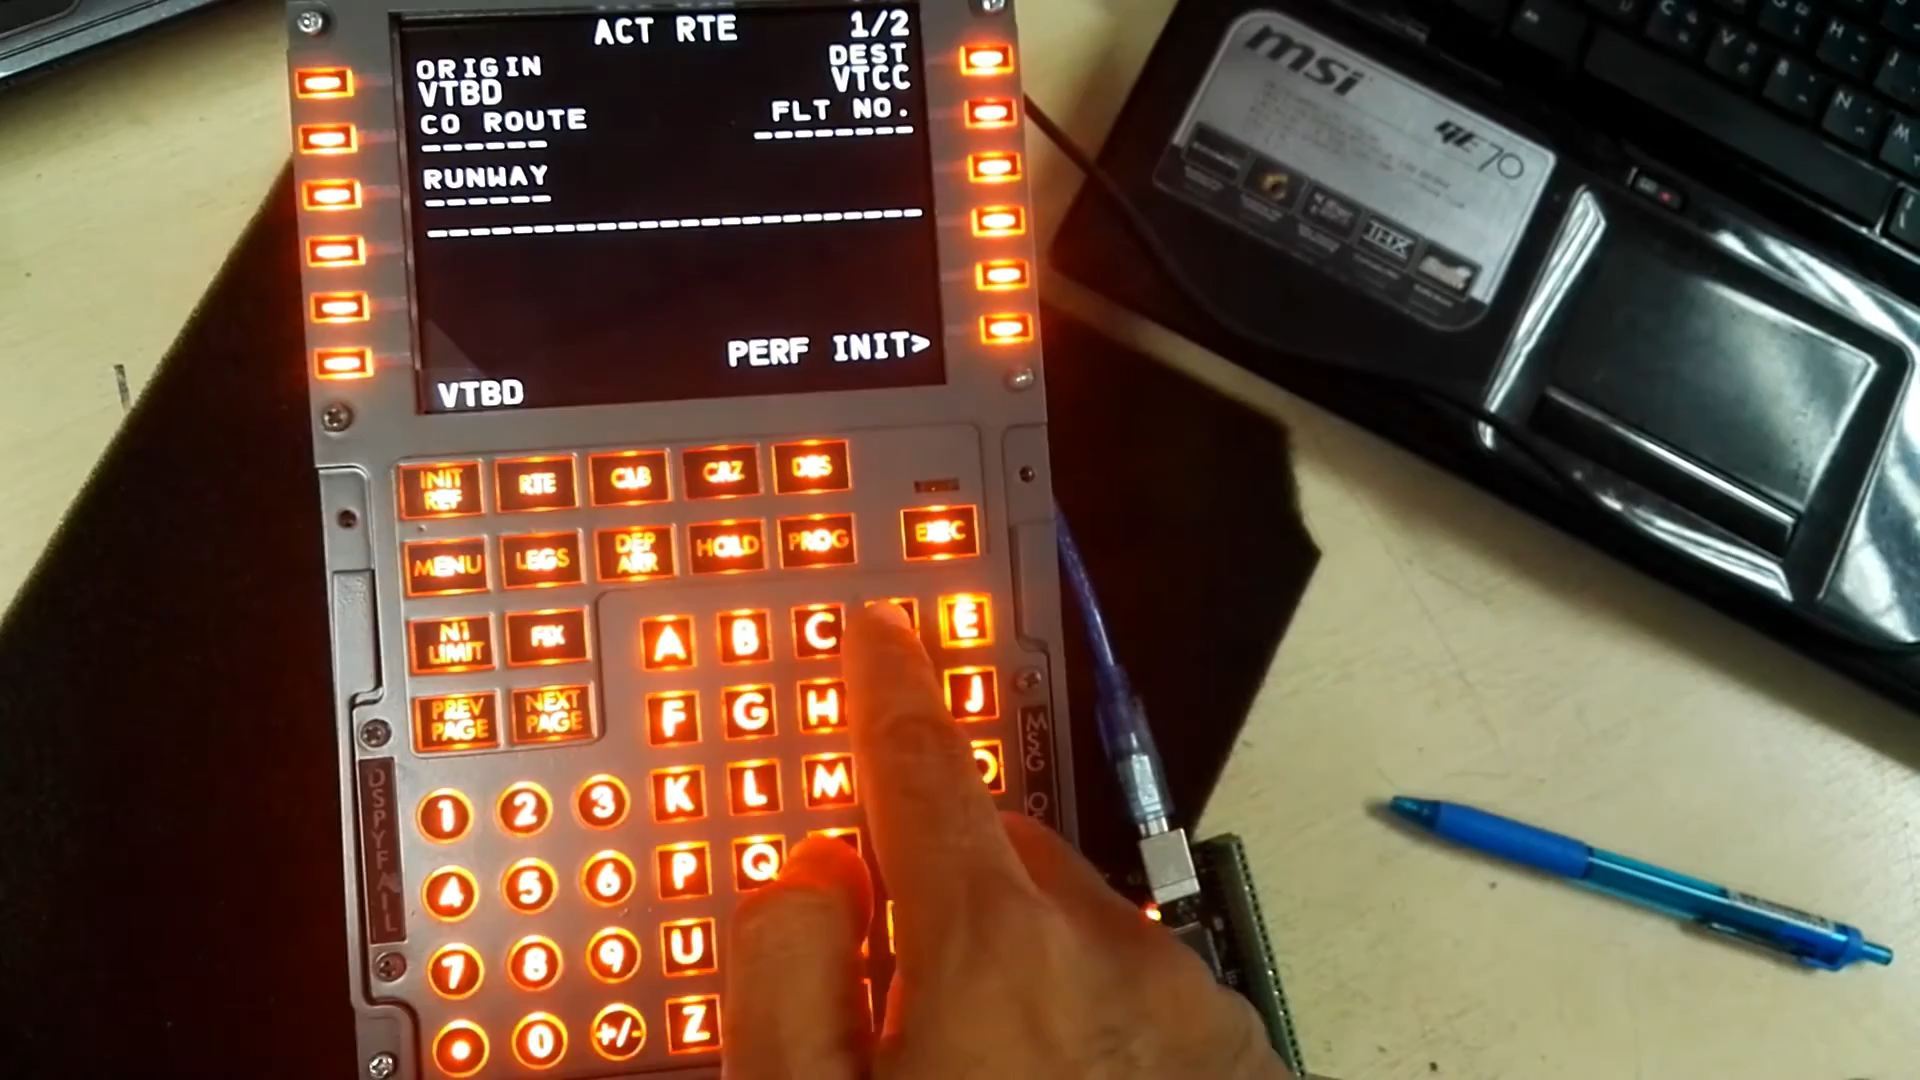 ACT RTE 1/2
ORIGIN DEST
VTBD VTCC
CO ROUTE FLT NO.
------ --------
RUNWAY
------
------------------------
PERF INIT>
VTBD
INIT REF RTE CLB CRZ DES
MENU LEGS DEP ARR HOLD PROG EXEC
N1 LIMIT FIX
PREV PAGE NEXT PAGE
A B C E
F G H J
K L M O
P Q
U
Z
1 2 3
4 5 6
7 8 9
. 0 +/-
DSPY FAIL
MSG
msi
GE70
THX